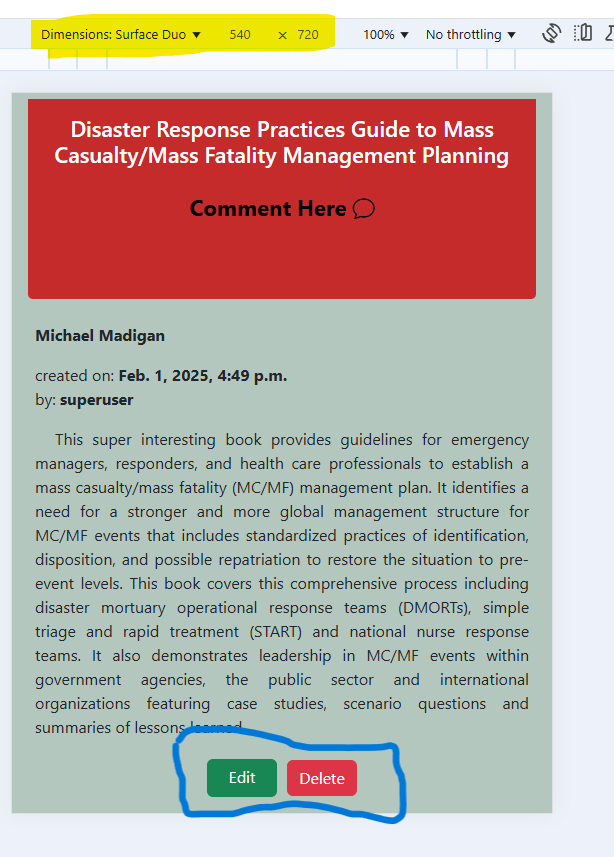 Dimensions: Surface Duo ▼ 540 × 720 100% ▼ No throttling ▼
Disaster Response Practices Guide to Mass
Casualty/Mass Fatality Management Planning
Comment Here
Michael Madigan
created on: Feb. 1, 2025, 4:49 p.m.
by: superuser
This super interesting book provides guidelines for emergency
managers, responders, and health care professionals to establish a
mass casualty/mass fatality (MC/MF) management plan. It identifies a
need for a stronger and more global management structure for
MC/MF events that includes standardized practices of identification,
disposition, and possible repatriation to restore the situation to pre-
event levels. This book covers this comprehensive process including
disaster mortuary operational response teams (DMORTs), simple
triage and rapid treatment (START) and national nurse response
teams. It also demonstrates leadership in MC/MF events within
government agencies, the public sector and international
organizations featuring case studies, scenario questions and
summaries of lessons learned.
Edit Delete